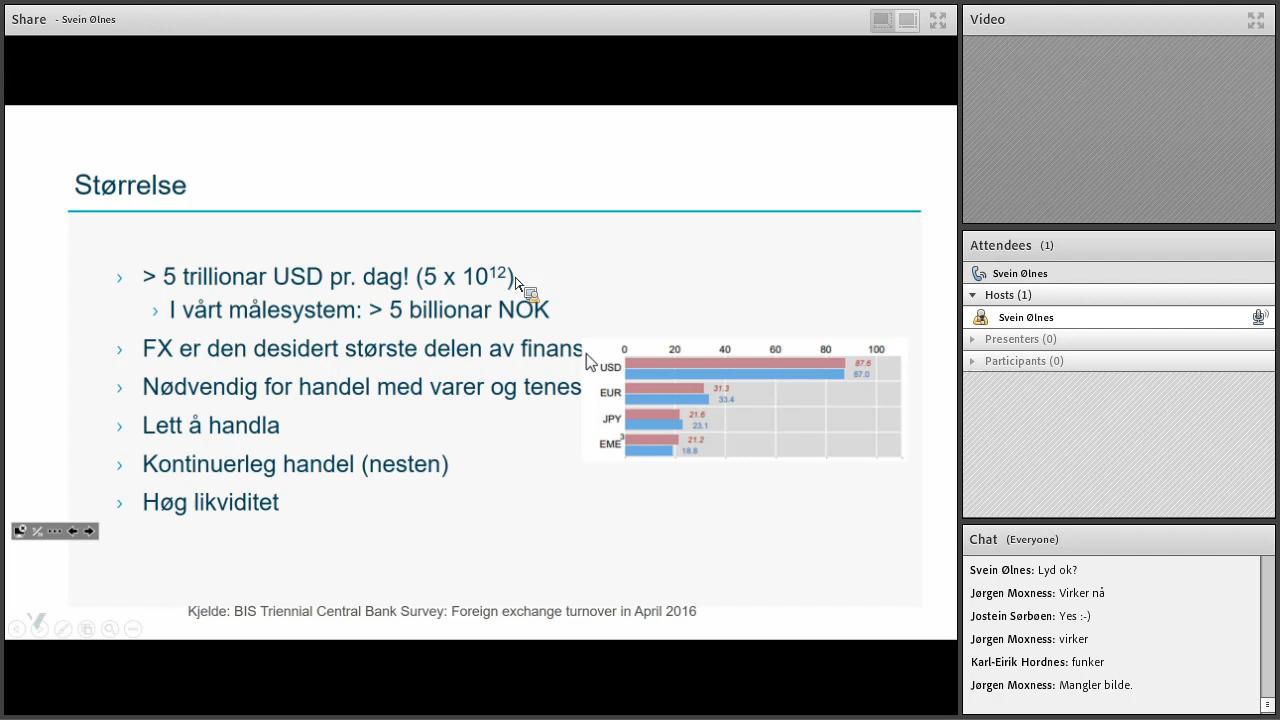 Share - Svein Ølnes
Størrelse
› > 5 trillionar USD pr. dag! (5 x 10¹²)
› I vårt målesystem: > 5 billionar NOK
› FX er den desidert største delen av finans
› Nødvendig for handel med varer og tenes
› Lett å handla
› Kontinuerleg handel (nesten)
› Høg likviditet
0 20 40 60 80 100
USD 87.6
87.0
EUR 31.3
33.4
JPY 21.6
23.1
EME³ 21.2
18.8
Kjelde: BIS Triennial Central Bank Survey: Foreign exchange turnover in April 2016
Video
Attendees (1)
Svein Ølnes
Hosts (1)
Svein Ølnes
Presenters (0)
Participants (0)
Chat (Everyone)
Svein Ølnes: Lyd ok?
Jørgen Moxness: Virker nå
Jostein Sørbøen: Yes :-)
Jørgen Moxness: virker
Karl-Eirik Hordnes: funker
Jørgen Moxness: Mangler bilde.